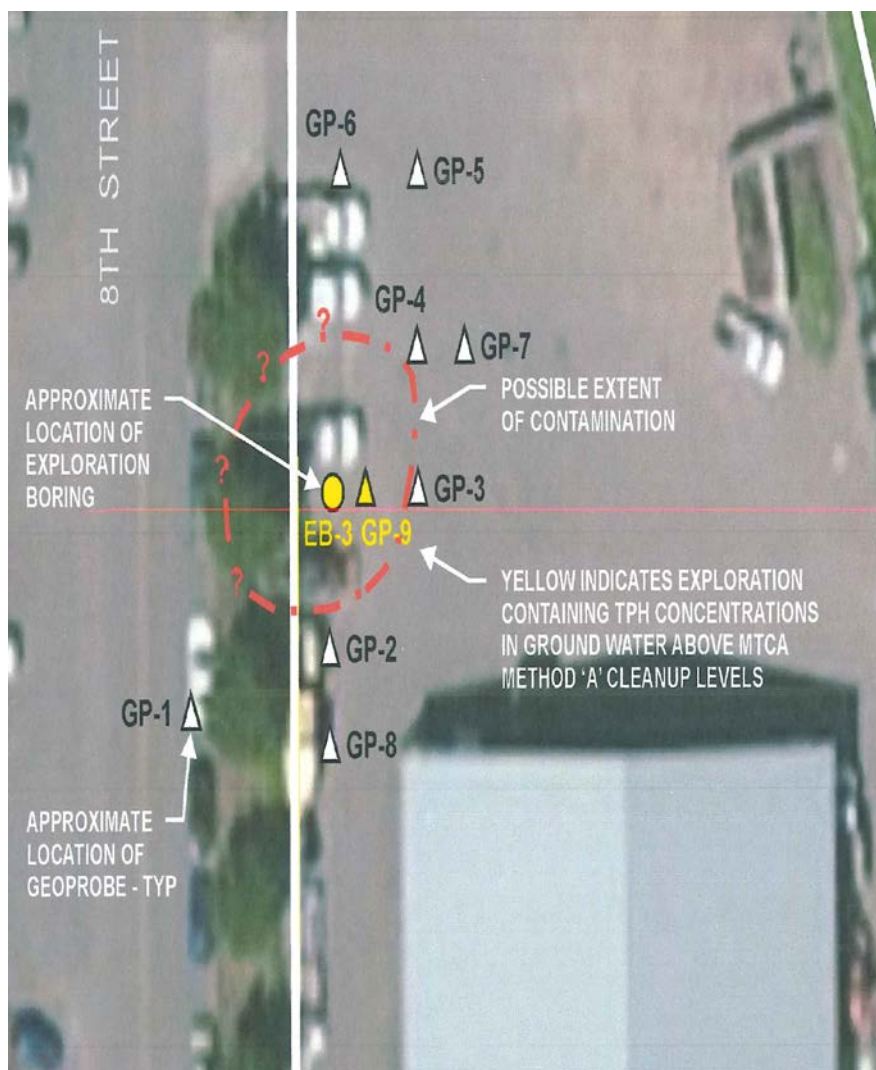 8TH STREET
GP-6
GP-5
GP-4
GP-7
?
?
APPROXIMATE
LOCATION OF
EXPLORATION
BORING
POSSIBLE EXTENT
OF CONTAMINATION
?
GP-3
EB-3 GP-9
?
YELLOW INDICATES EXPLORATION
CONTAINING TPH CONCENTRATIONS
IN GROUND WATER ABOVE MTCA
METHOD 'A' CLEANUP LEVELS
GP-2
GP-1
GP-8
APPROXIMATE
LOCATION OF
GEOPROBE - TYP